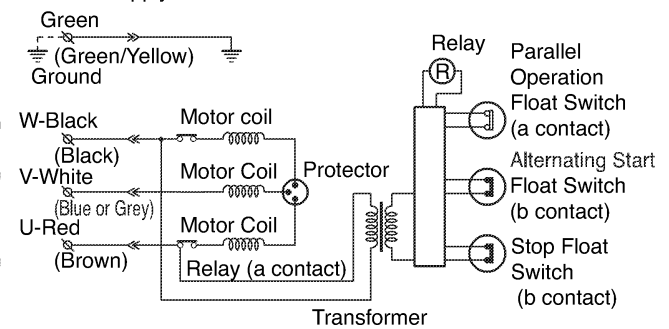 Green
(Green/Yellow)
Ground
Relay
R
Parallel
Operation
Float Switch
(a contact)
W-Black
(Black)
Motor coil
V-White
(Blue or Grey)
Motor Coil
Protector
Alternating Start
Float Switch
(b contact)
U-Red
(Brown)
Motor Coil
Relay (a contact)
Stop Float
Switch
(b contact)
Transformer